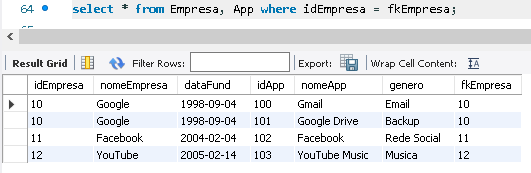 64 select * from Empresa, App where idEmpresa = fkEmpresa;
Result Grid Filter Rows: Export: Wrap Cell Content:
idEmpresa nomeEmpresa dataFund idApp nomeApp genero fkEmpresa
10 Google 1998-09-04 100 Gmail Email 10
10 Google 1998-09-04 101 Google Drive Backup 10
11 Facebook 2004-02-04 102 Facebook Rede Social 11
12 YouTube 2005-02-14 103 YouTube Music Musica 12